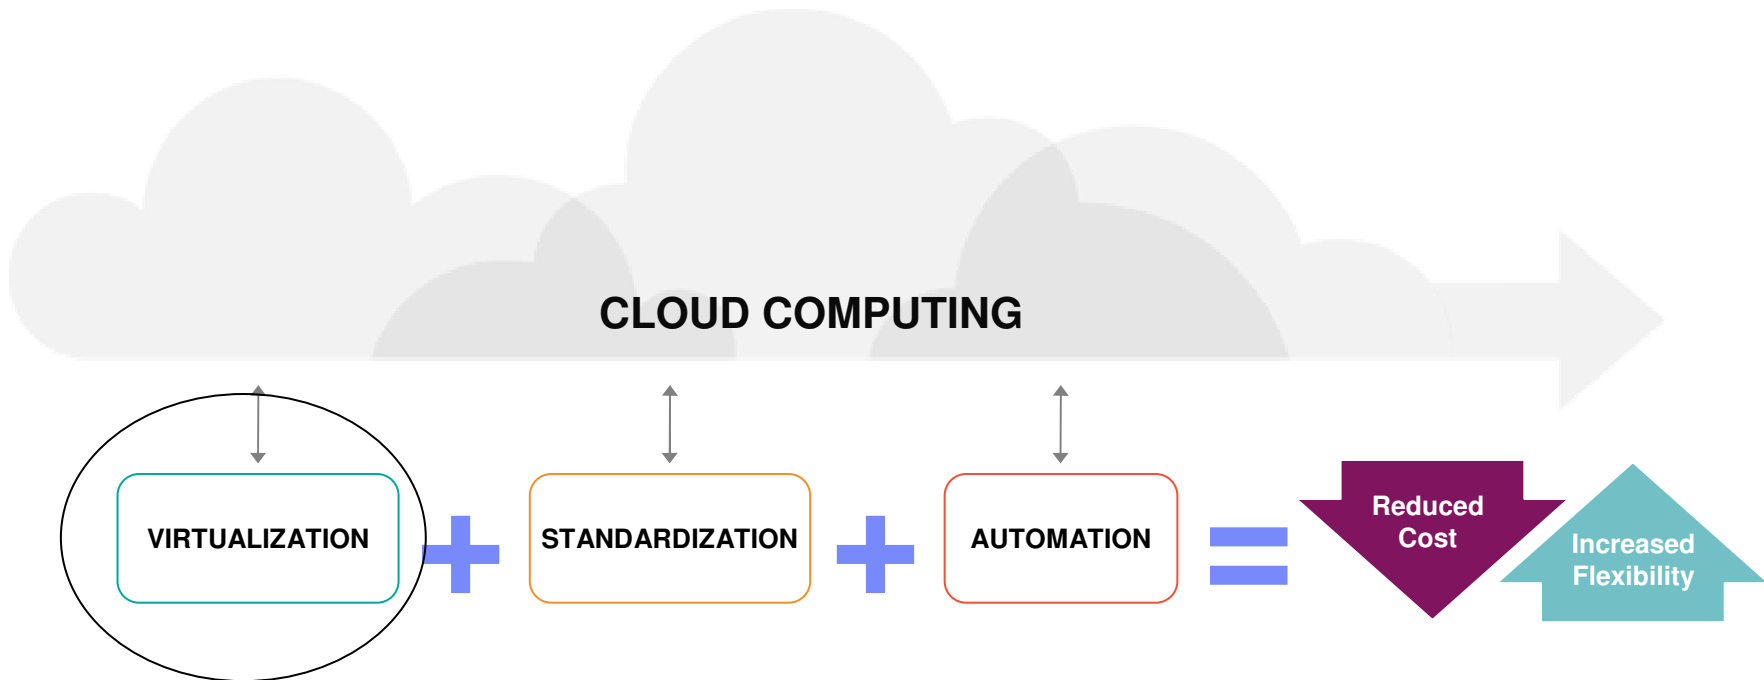 CLOUD COMPUTING
VIRTUALIZATION
STANDARDIZATION
AUTOMATION
Reduced
Cost
Increased
Flexibility